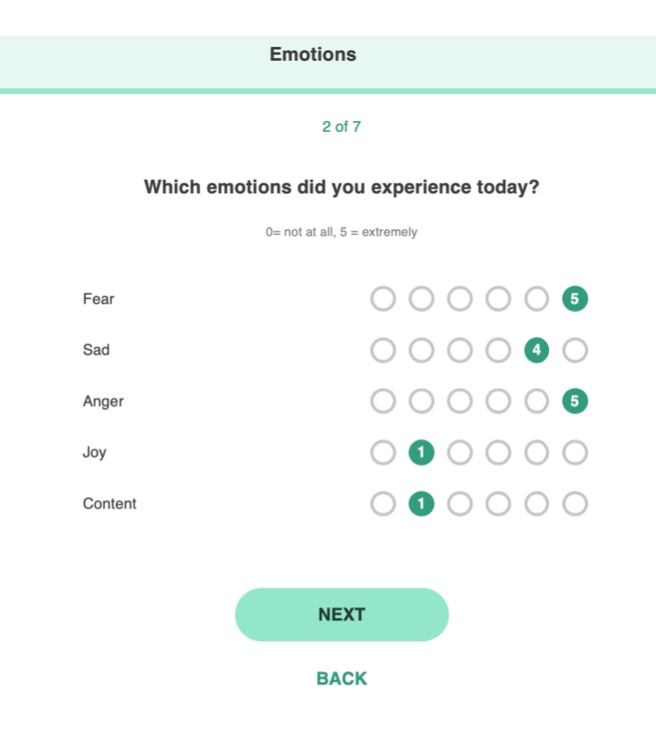 Emotions
2 of 7
Which emotions did you experience today?
0= not at all, 5 = extremely
Fear 5
Sad 4
Anger 5
Joy 1
Content 1
NEXT
BACK